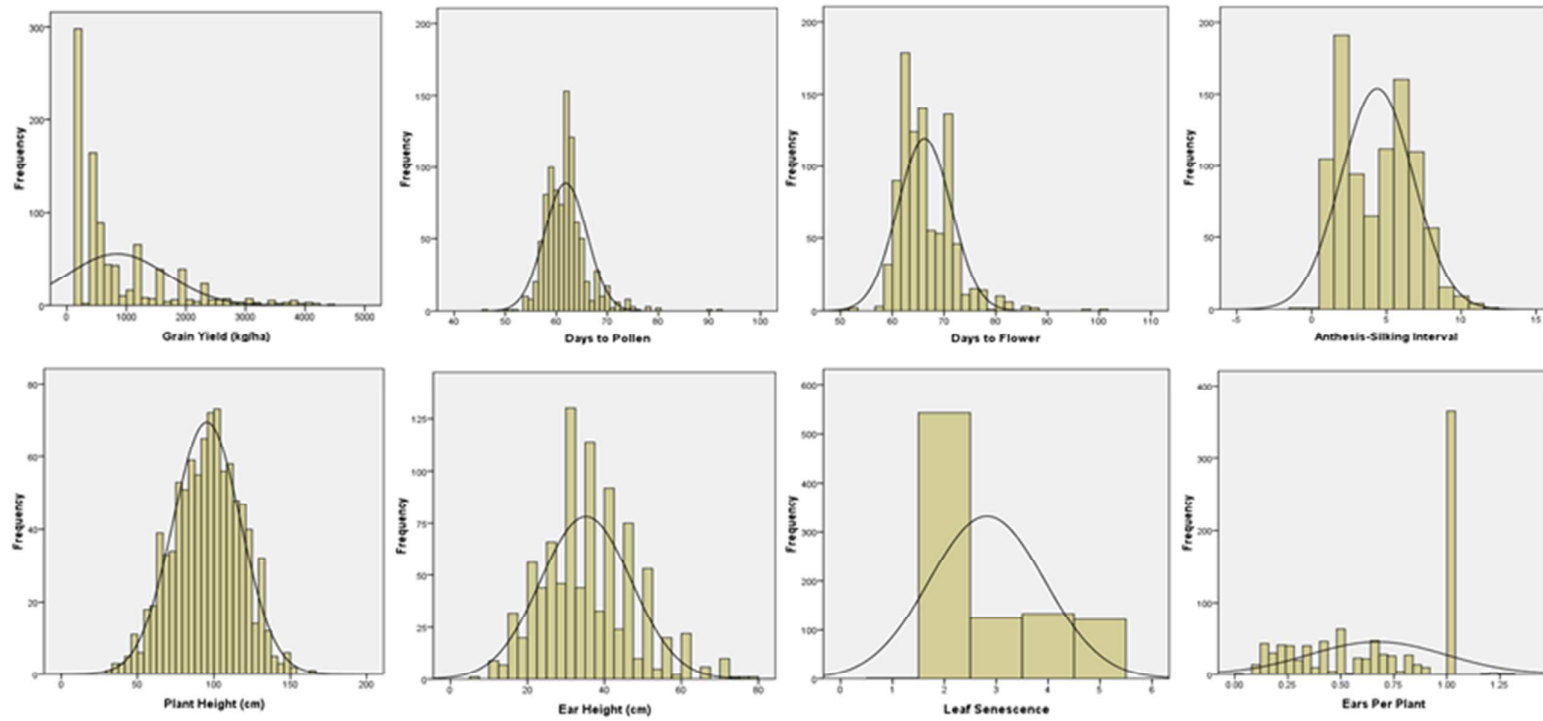 300
200
100
0
Frequency
0 1000 2000 3000 4000 5000
Grain Yield (kg/ha)
200
150
100
50
0
Frequency
40 50 60 70 80 90 100
Days to Pollen
200
150
100
50
0
Frequency
50 60 70 80 90 100 110
Days to Flower
200
150
100
50
0
Frequency
-5 0 5 10 15
Anthesis-Silking Interval
80
60
40
20
0
Frequency
0 50 100 150 200
Plant Height (cm)
125
100
75
50
25
0
Frequency
0 20 40 60 80
Ear Height (cm)
600
500
400
300
200
100
0
Frequency
0 1 2 3 4 5 6
Leaf Senescence
400
300
200
100
0
Frequency
0.00 0.25 0.50 0.75 1.00 1.25
Ears Per Plant